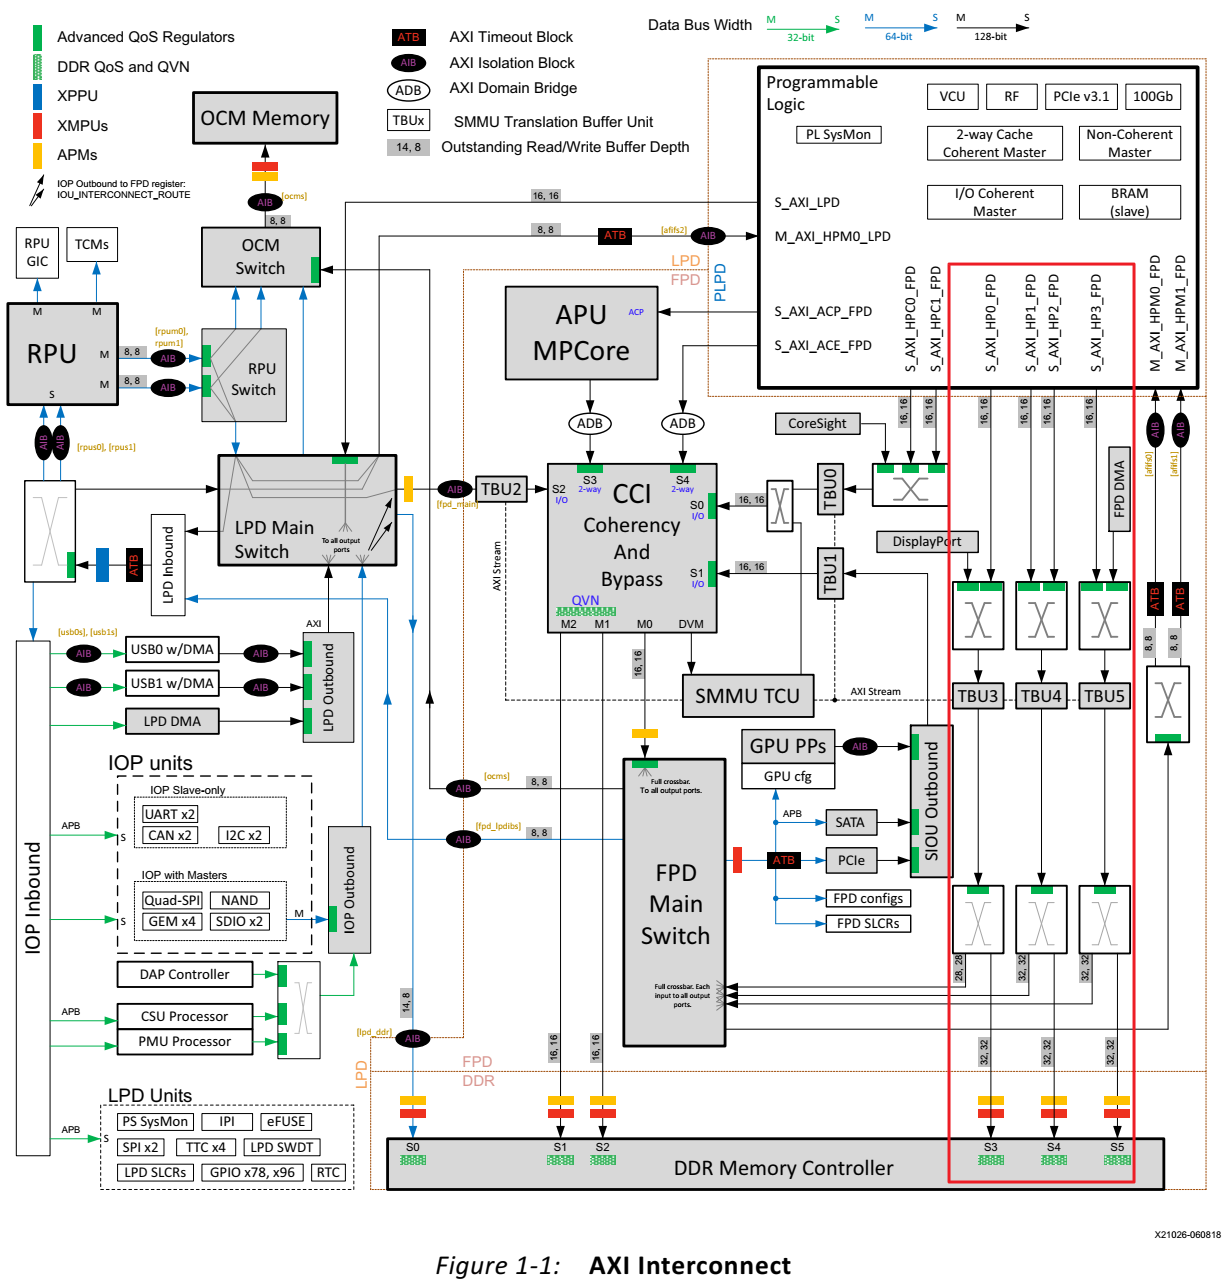 Advanced QoS Regulators
DDR QoS and QVN
XPPU
XMPUs
APMs
IOP Outbound to FPD register:
IOU_INTERCONNECT_ROUTE
ATB AXI Timeout Block
AIB AXI Isolation Block
ADB AXI Domain Bridge
TBUx SMMU Translation Buffer Unit
14, 8 Outstanding Read/Write Buffer Depth
Data Bus Width
M S
32-bit
M S
64-bit
M S
128-bit
OCM Memory
AIB
[ocms]
8, 8
OCM
Switch
RPU
GIC
TCMs
M
M
RPU
M
M
S
8, 8
8, 8
[rpum0],
rpum1]
AIB
AIB
RPU
Switch
AIB
AIB
[rpus0], [rpus1]
LPD Main
Switch
To all output
ports
LPD Inbound
ATB
AIB
[fpd_main]
TBU2
AXI Stream
Programmable
Logic
VCU
RF
PCIe v3.1
100Gb
PL SysMon
2-way Cache
Coherent Master
Non-Coherent
Master
I/O Coherent
Master
BRAM
(slave)
S_AXI_LPD
M_AXI_HPM0_LPD
S_AXI_ACP_FPD
S_AXI_ACE_FPD
S_AXI_HPC0_FPD
S_AXI_HPC1_FPD
S_AXI_HP0_FPD
S_AXI_HP1_FPD
S_AXI_HP2_FPD
S_AXI_HP3_FPD
M_AXI_HPM0_FPD
M_AXI_HPM1_FPD
16, 16
8, 8
ATB
[afifs2]
AIB
LPD
FPD
PLPD
APU
MPCore
ACP
ADB
ADB
16, 16
16, 16
16, 16
16, 16
16, 16
16, 16
AIB
AIB
[afifs0]
[afifs1]
CoreSight
S2
I/O
S3
2-way
S4
2-way
CCI
Coherency
And
Bypass
S0
I/O
S1
I/O
QVN
M2
M1
M0
DVM
16, 16
16, 16
TBU0
TBU1
FPD DMA
DisplayPort
ATB
ATB
8, 8
8, 8
16, 16
SMMU TCU
AXI Stream
TBU3
TBU4
TBU5
[usb0s], [usb1s]
AXI
AIB
USB0 w/DMA
AIB
AIB
USB1 w/DMA
AIB
LPD DMA
LPD Outbound
IOP Inbound
IOP units
IOP Slave-only
UART x2
CAN x2
I2C x2
APB
S
IOP with Masters
Quad-SPI
NAND
GEM x4
SDIO x2
S
M
IOP Outbound
DAP Controller
APB
CSU Processor
PMU Processor
LPD Units
APB
S
PS SysMon
IPI
eFUSE
SPI x2
TTC x4
LPD SWDT
LPD SLCRs
GPIO x78, x96
RTC
[ocms]
AIB
8, 8
[fpd_lpdibs]
AIB
8, 8
Full crossbar.
To all output ports.
FPD
Main
Switch
Full crossbar. Each
input to all output
ports.
GPU PPs
AIB
GPU cfg
APB
SATA
ATB
PCIe
FPD configs
FPD SLCRs
SIOU Outbound
28, 28
32, 32
32, 32
14, 8
[lpd_ddr]
AIB
16, 16
16, 16
32, 32
32, 32
32, 32
LPD
FPD
DDR
S0
S1
S2
S3
S4
S5
DDR Memory Controller
X21026-060818
Figure 1-1: AXI Interconnect